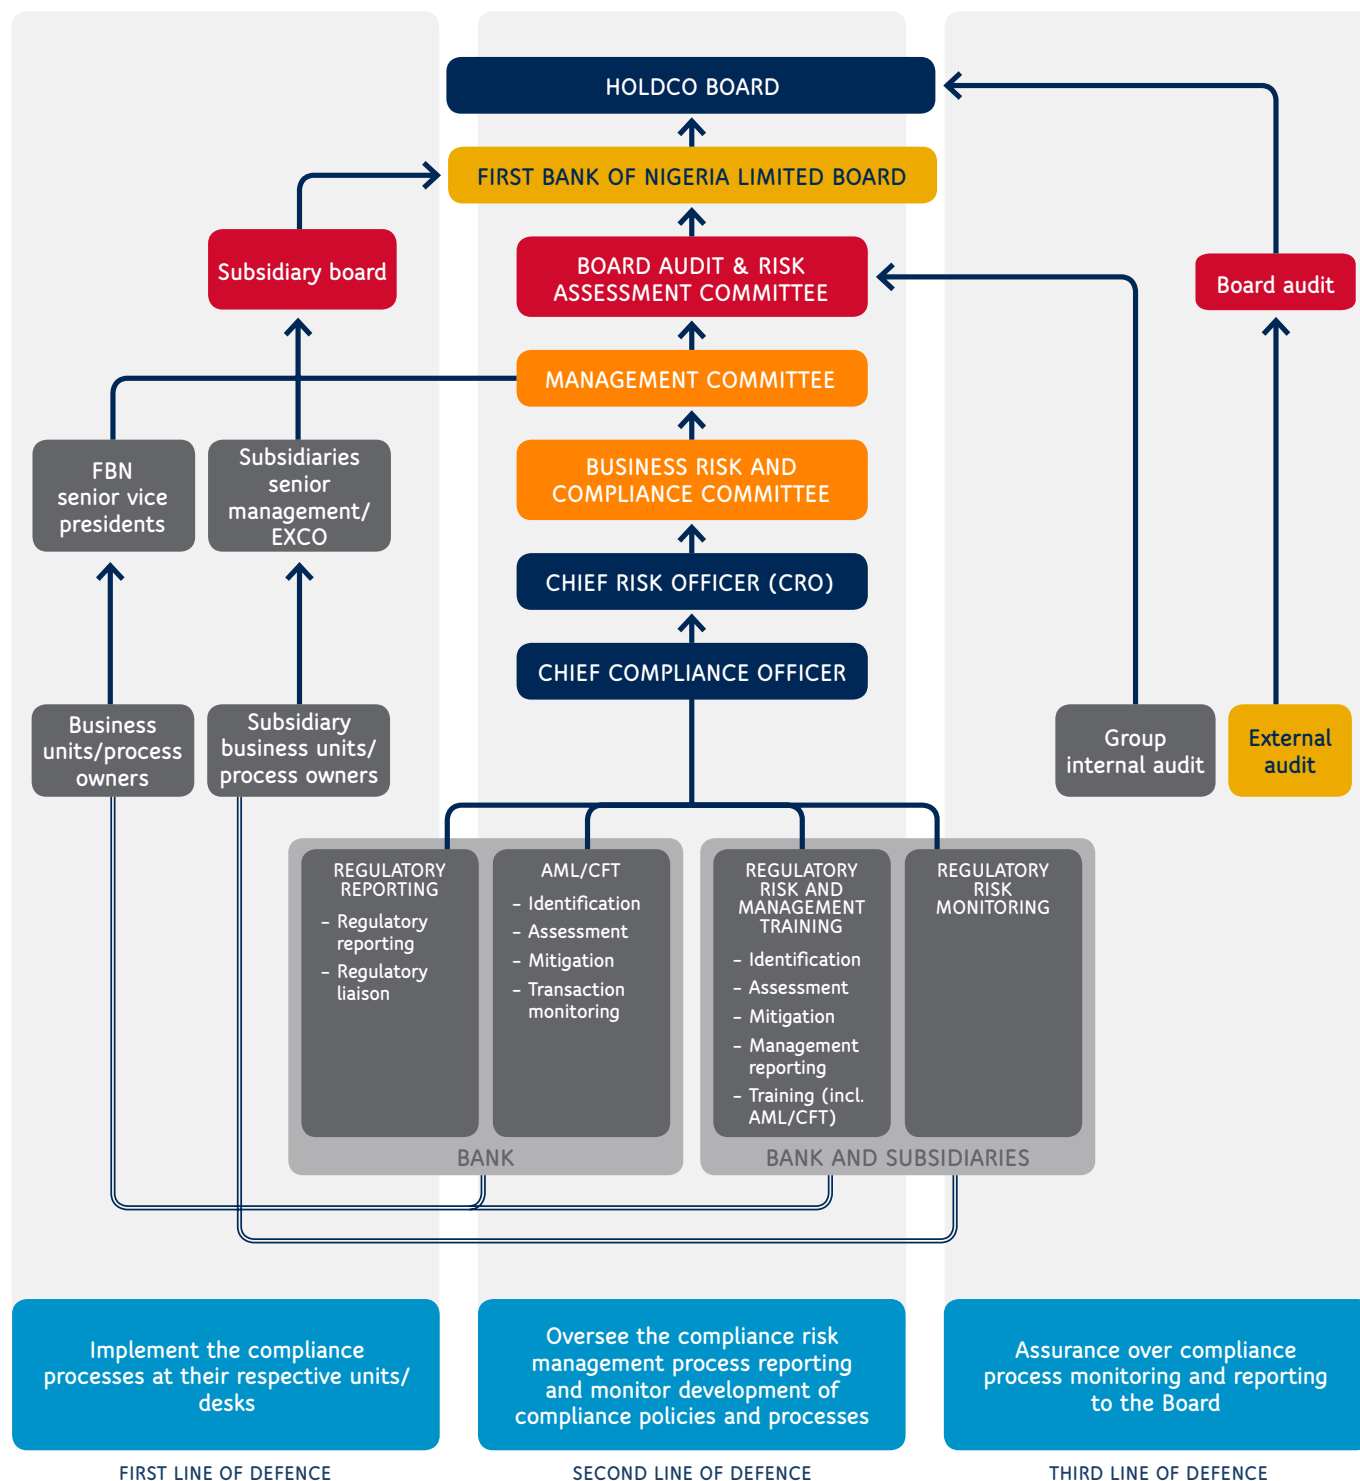 HOLDCO BOARD
FIRST BANK OF NIGERIA LIMITED BOARD
Subsidiary board
BOARD AUDIT & RISK
ASSESSMENT COMMITTEE
Board audit
MANAGEMENT COMMITTEE
FBN
senior vice
presidents
Subsidiaries
senior
management/
EXCO
BUSINESS RISK AND
COMPLIANCE COMMITTEE
CHIEF RISK OFFICER (CRO)
CHIEF COMPLIANCE OFFICER
Business
units/process
owners
Subsidiary
business units/
process owners
Group
internal audit
External
audit
REGULATORY
REPORTING
– Regulatory
reporting
– Regulatory
liaison
AML/CFT
– Identification
– Assessment
– Mitigation
– Transaction
monitoring
REGULATORY
RISK AND
MANAGEMENT
TRAINING
– Identification
– Assessment
– Mitigation
– Management
reporting
– Training (incl.
AML/CFT)
REGULATORY
RISK
MONITORING
BANK
BANK AND SUBSIDIARIES
Implement the compliance
processes at their respective units/
desks
Oversee the compliance risk
management process reporting
and monitor development of
compliance policies and processes
Assurance over compliance
process monitoring and reporting
to the Board
FIRST LINE OF DEFENCE
SECOND LINE OF DEFENCE
THIRD LINE OF DEFENCE